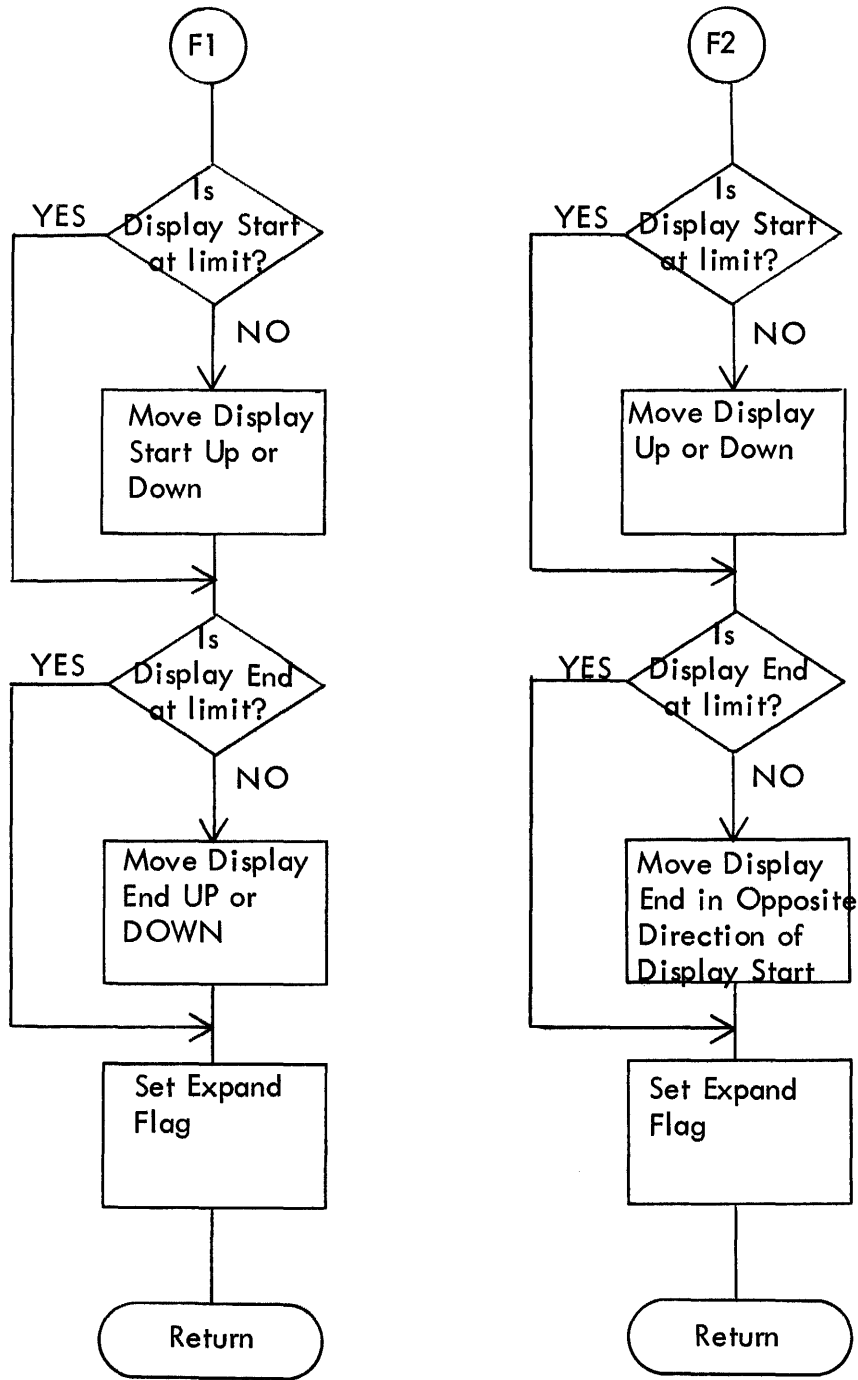 F1
Is
Display Start
at limit?
YES
NO
Move Display
Start Up or
Down
Is
Display End
at limit?
YES
NO
Move Display
End UP or
DOWN
Set Expand
Flag
Return
F2
Is
Display Start
at limit?
YES
NO
Move Display
Up or Down
Is
Display End
at limit?
YES
NO
Move Display
End in Opposite
Direction of
Display Start
Set Expand
Flag
Return